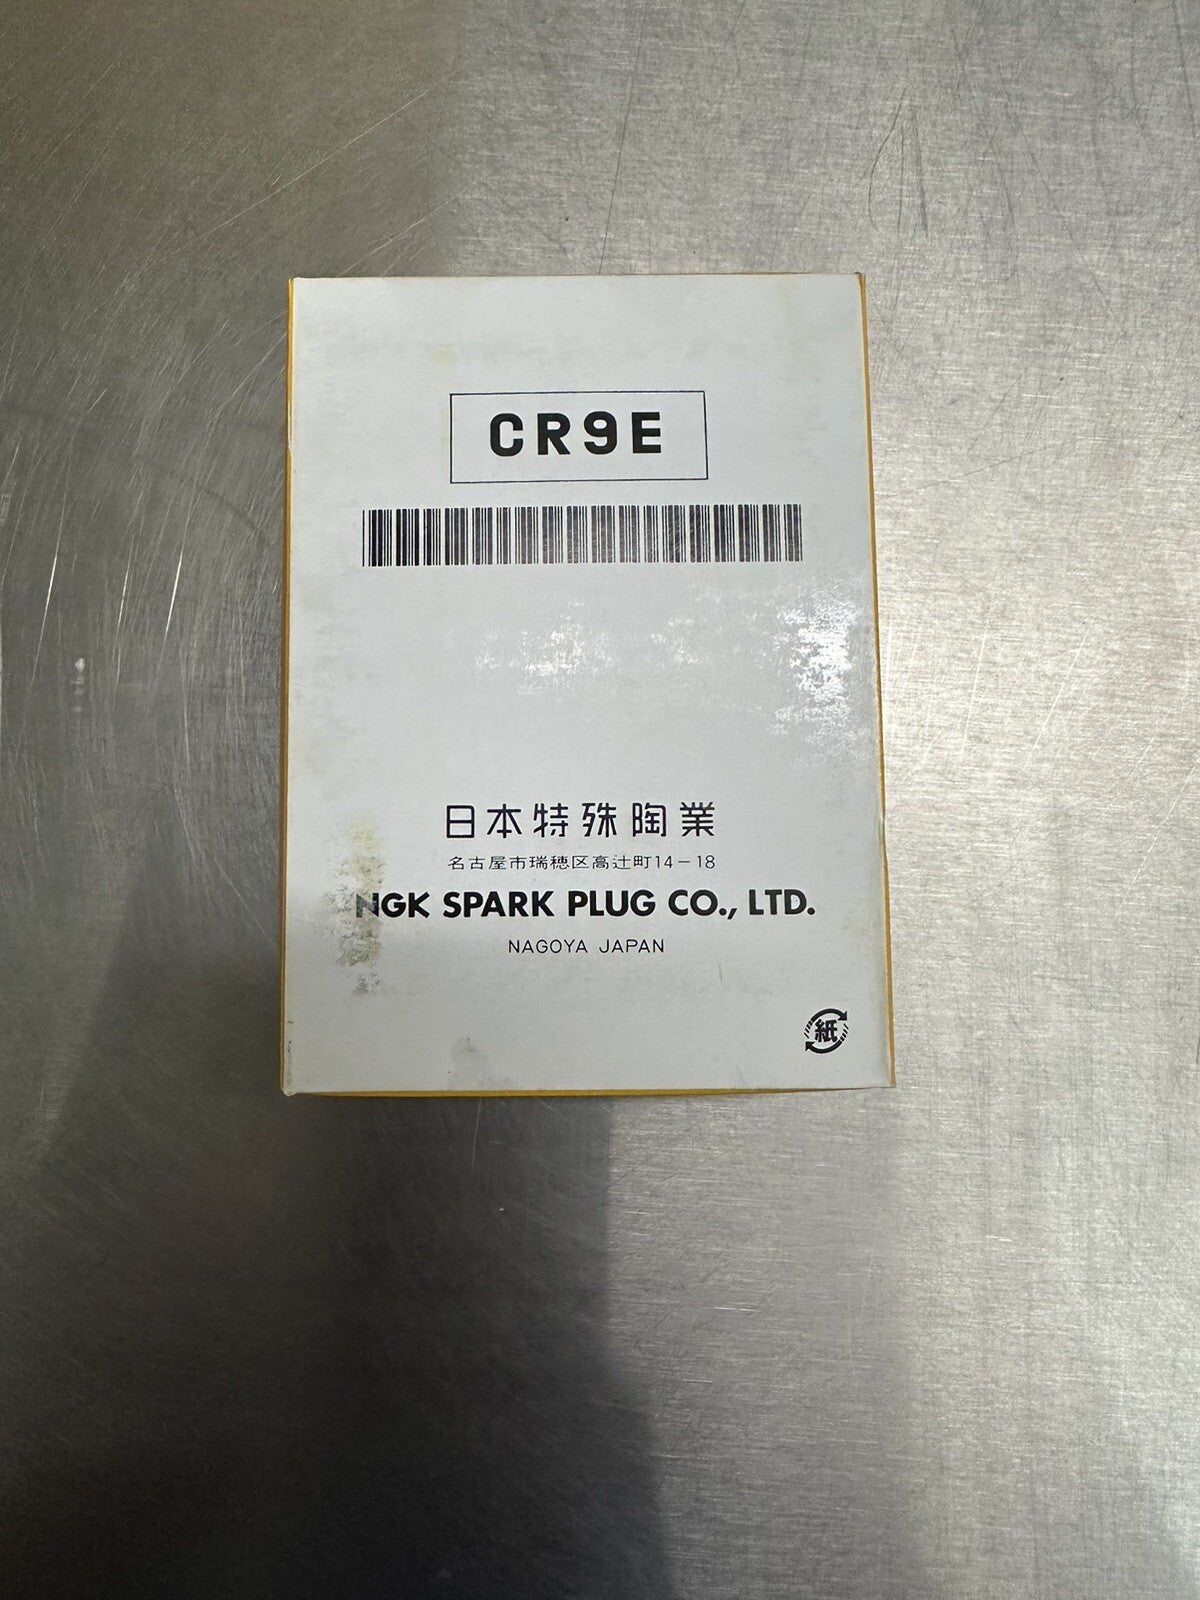 CR9E
日本特殊陶業
名古屋市瑞穂区高辻町14－18
NGK SPARK PLUG CO., LTD.
NAGOYA JAPAN
紙